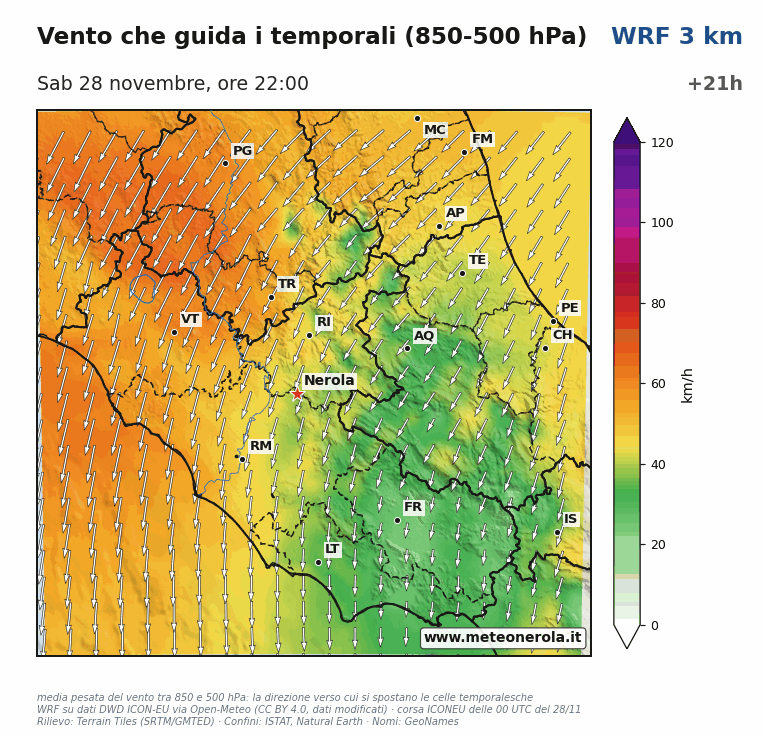 Vento che guida i temporali (850-500 hPa) WRF 3 km
Sab 28 novembre, ore 22:00 +21h
MC
FM
PG
AP
TE
TR
PE
VT
RI
CH
AQ
Nerola
RM
FR
IS
LT
www.meteonerola.it
120
100
80
60
40
20
0
km/h
media pesata del vento tra 850 e 500 hPa: la direzione verso cui si spostano le celle temporalesche
WRF su dati DWD ICON-EU via Open-Meteo (CC BY 4.0, dati modificati) · corsa ICONEU delle 00 UTC del 28/11
Rilievo: Terrain Tiles (SRTM/GMTED) · Confini: ISTAT, Natural Earth · Nomi: GeoNames